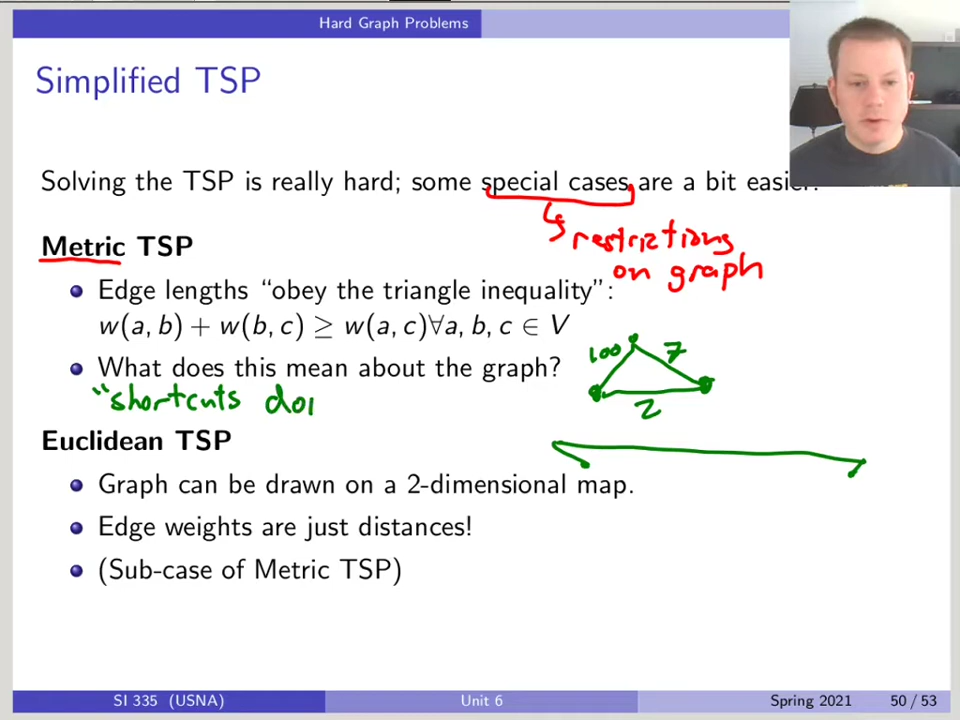 Hard Graph Problems
Simplified TSP
Solving the TSP is really hard; some special cases are a bit easier.
restrictions
on graph
Metric TSP
Edge lengths “obey the triangle inequality”:
w(a, b) + w(b, c) ≥ w(a, c)∀a, b, c ∈ V
What does this mean about the graph?
100 7
2
"shortcuts
Euclidean TSP
Graph can be drawn on a 2-dimensional map.
Edge weights are just distances!
(Sub-case of Metric TSP)
SI 335 (USNA) Unit 6 Spring 2021 50 / 53